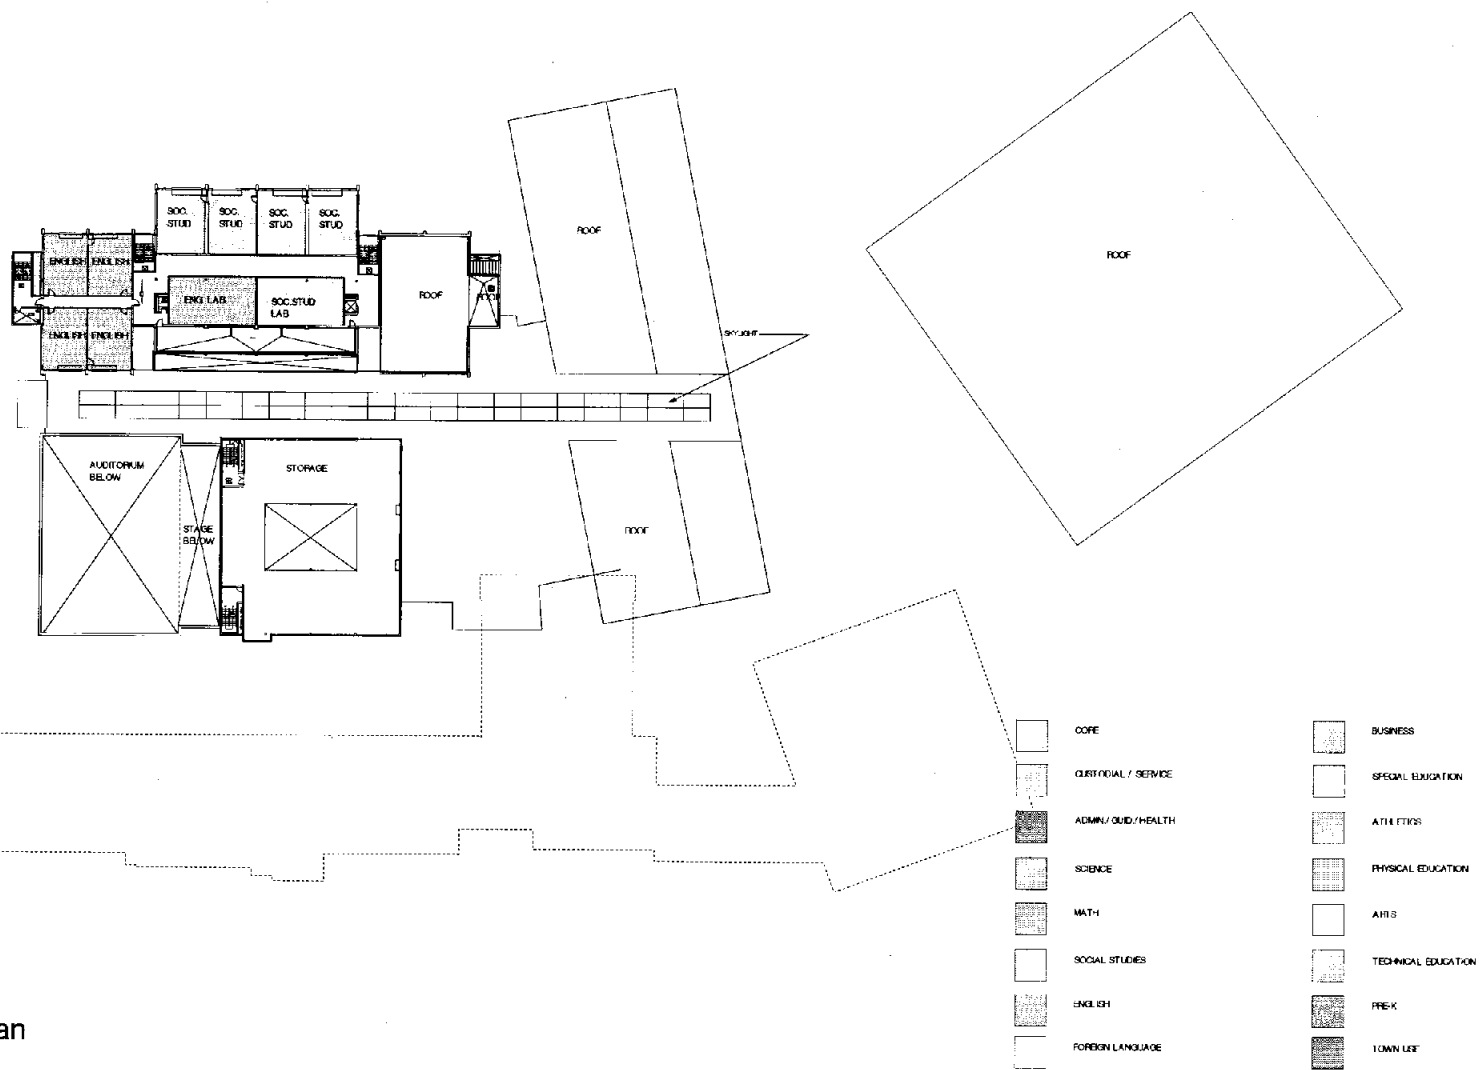 ROOF
SOC.
STUD
SOC.
STUD
SOC.
STUD
SOC.
STUD
ROOF
ENGLISH
ENGLISH
ENG. LAB
SOC.STUD
LAB
ROOF
ROOF
ENGLISH
ENGLISH
SKYLIGHT
AUDITORIUM
BELOW
STORAGE
STAGE
BELOW
ROOF
CORE
CUSTODIAL / SERVICE
ADMIN./ GUID./ HEALTH
SCIENCE
MATH
SOCIAL STUDIES
ENGLISH
FOREIGN LANGUAGE
BUSINESS
SPECIAL EDUCATION
ATHLETICS
PHYSICAL EDUCATION
ARTS
TECHNICAL EDUCATION
PRE-K
TOWN USE
an